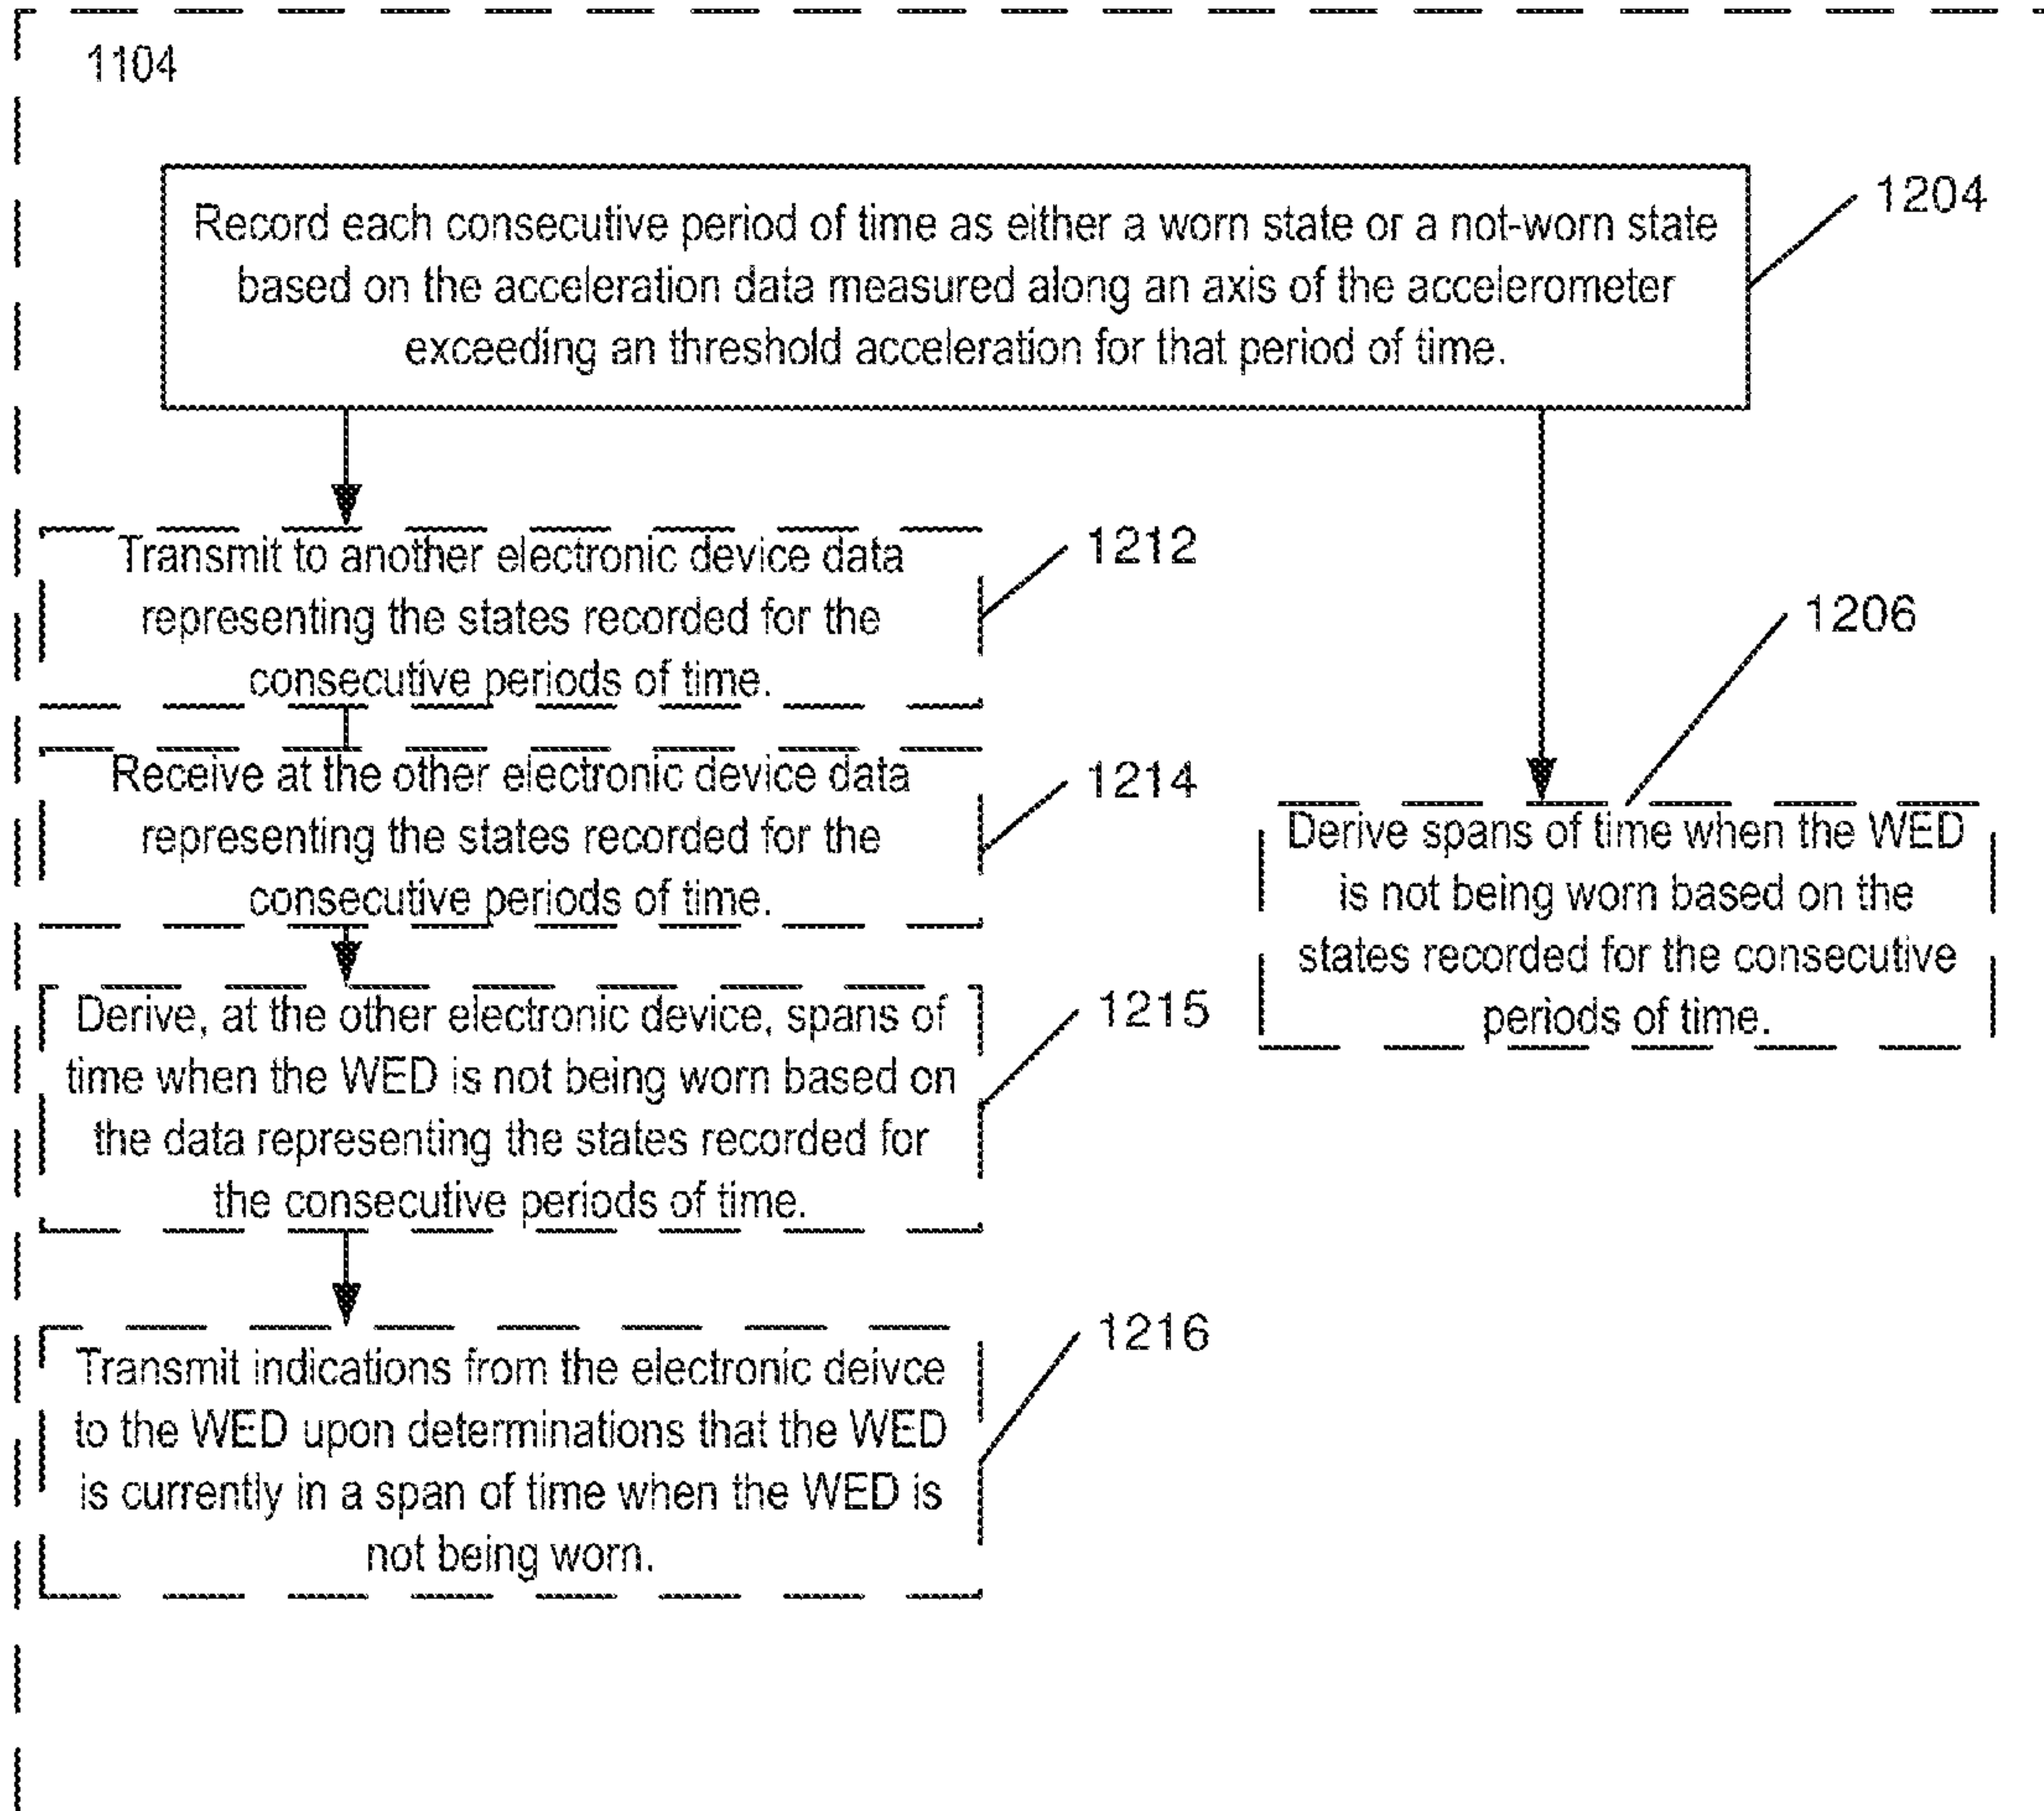 1104
Record each consecutive period of time as either a worn state or a not-worn state
based on the acceleration data measured along an axis of the accelerometer
exceeding an threshold acceleration for that period of time.
1204
Transmit to another electronic device data
representing the states recorded for the
consecutive periods of time.
1212
Receive at the other electronic device data
representing the states recorded for the
consecutive periods of time.
1214
Derive, at the other electronic device, spans of
time when the WED is not being worn based on
the data representing the states recorded for
the consecutive periods of time.
1215
Transmit indications from the electronic deivce
to the WED upon determinations that the WED
is currently in a span of time when the WED is
not being worn.
1216
1206
Derive spans of time when the WED
is not being worn based on the
states recorded for the consecutive
periods of time.